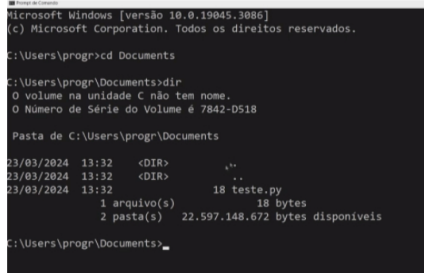 Prompt de Comando
Microsoft Windows [versão 10.0.19045.3086]
(c) Microsoft Corporation. Todos os direitos reservados.
C:\Users\progr>cd Documents
C:\Users\progr\Documents>dir
O volume na unidade C não tem nome.
O Número de Série do Volume é 7842-D518
Pasta de C:\Users\progr\Documents
23/03/2024 13:32 <DIR> .
23/03/2024 13:32 <DIR> ..
23/03/2024 13:32 18 teste.py
1 arquivo(s) 18 bytes
2 pasta(s) 22.597.148.672 bytes disponíveis
C:\Users\progr\Documents>